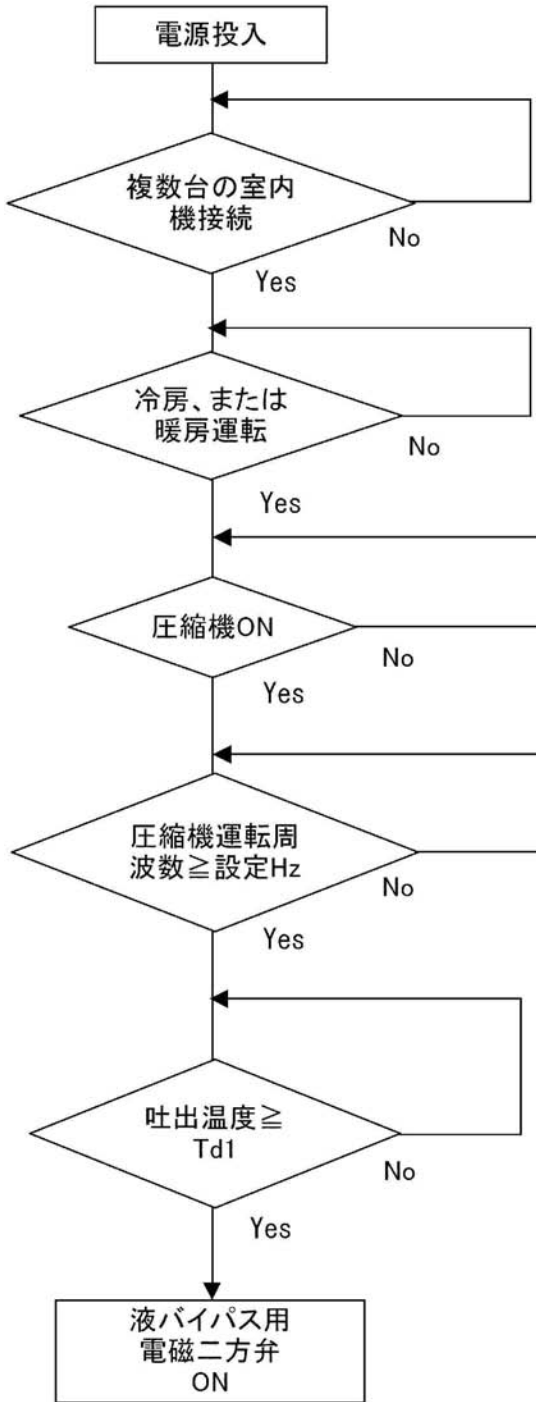 電源投入
複数台の室内
機接続
No
Yes
冷房、または
暖房運転
No
Yes
圧縮機ON
No
Yes
圧縮機運転周
波数≧設定Hz
No
Yes
吐出温度≧
Td1
No
Yes
液バイパス用
電磁二方弁
ON